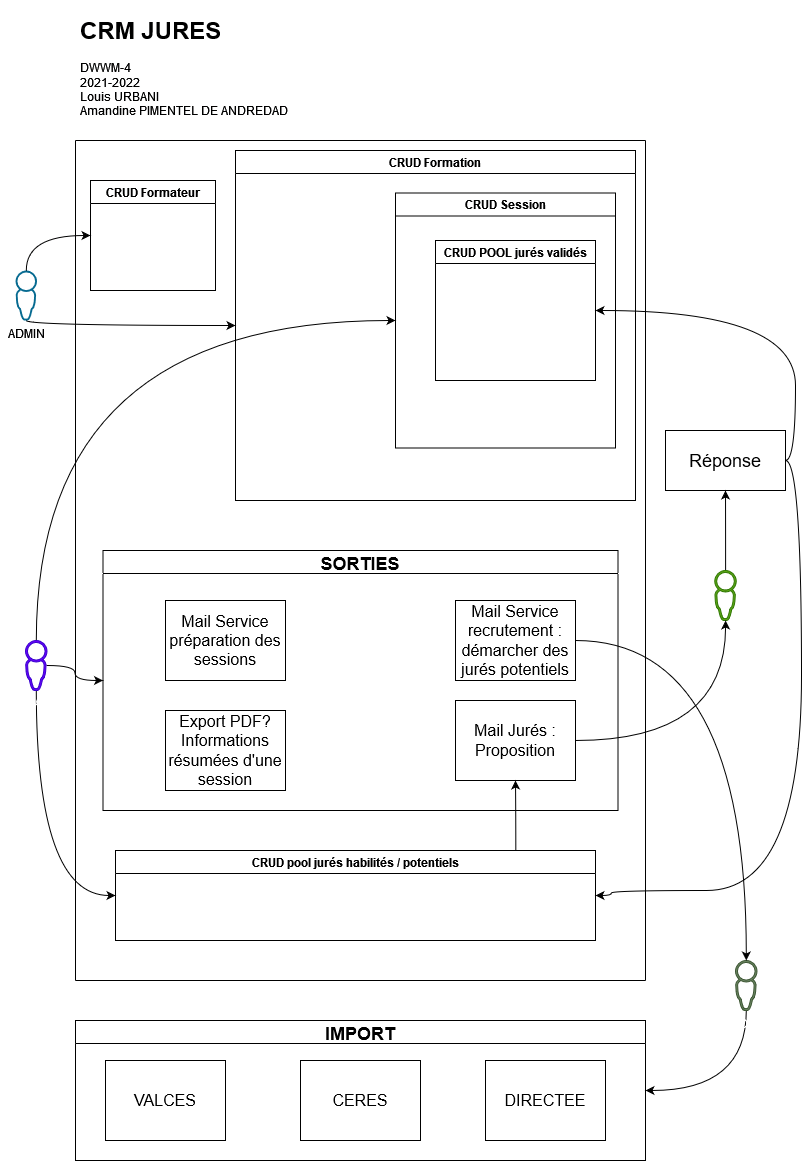 CRM JURES
DWWM-4
2021-2022
Louis URBANI
Amandine PIMENTEL DE ANDREDAD
CRUD Formation
CRUD Formateur
CRUD Session
CRUD POOL jurés validés
ADMIN
Réponse
SORTIES
Mail Service
préparation des
sessions
Mail Service
recrutement :
démarcher des
jurés potentiels
Export PDF?
Informations
résumées d'une
session
Mail Jurés :
Proposition
CRUD pool jurés habilités / potentiels
IMPORT
VALCES
CERES
DIRECTEE